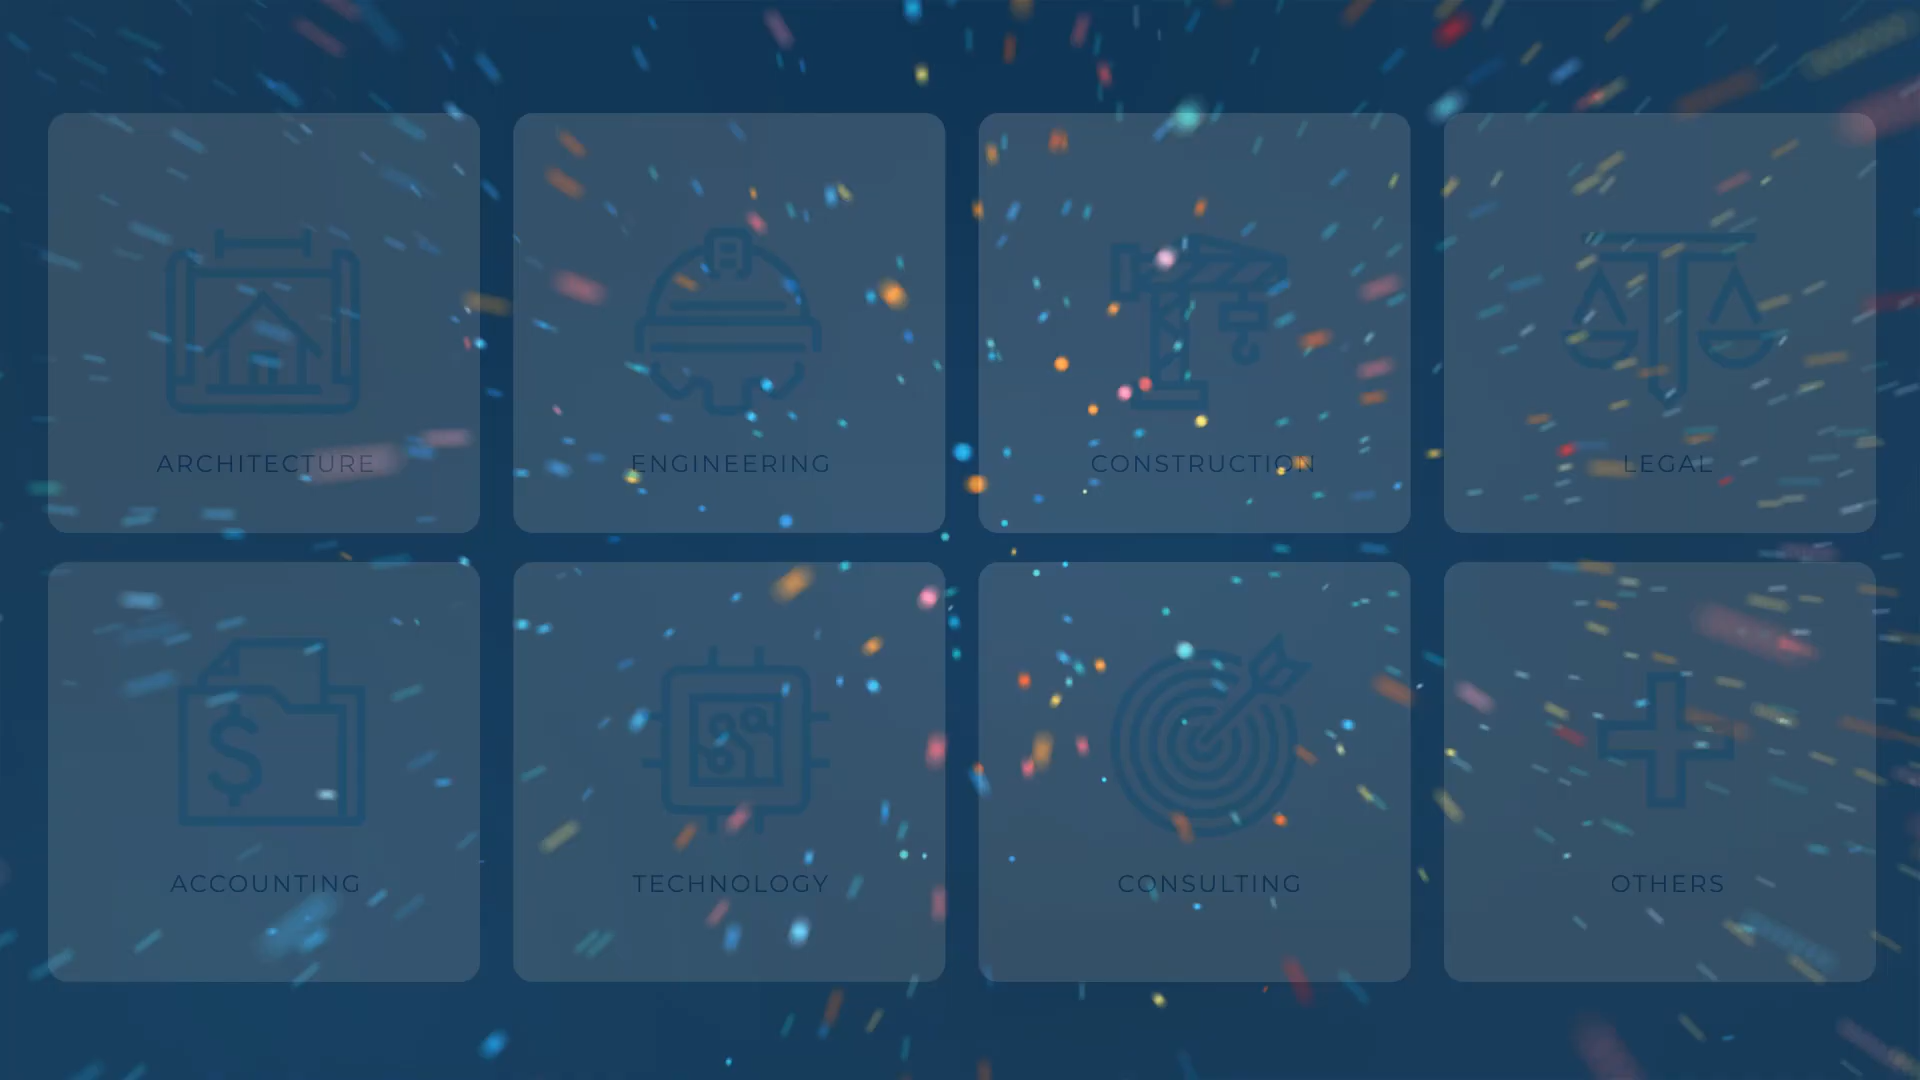 ARCHITECTURE
ENGINEERING
CONSTRUCTION
LEGAL
ACCOUNTING
TECHNOLOGY
CONSULTING
OTHERS